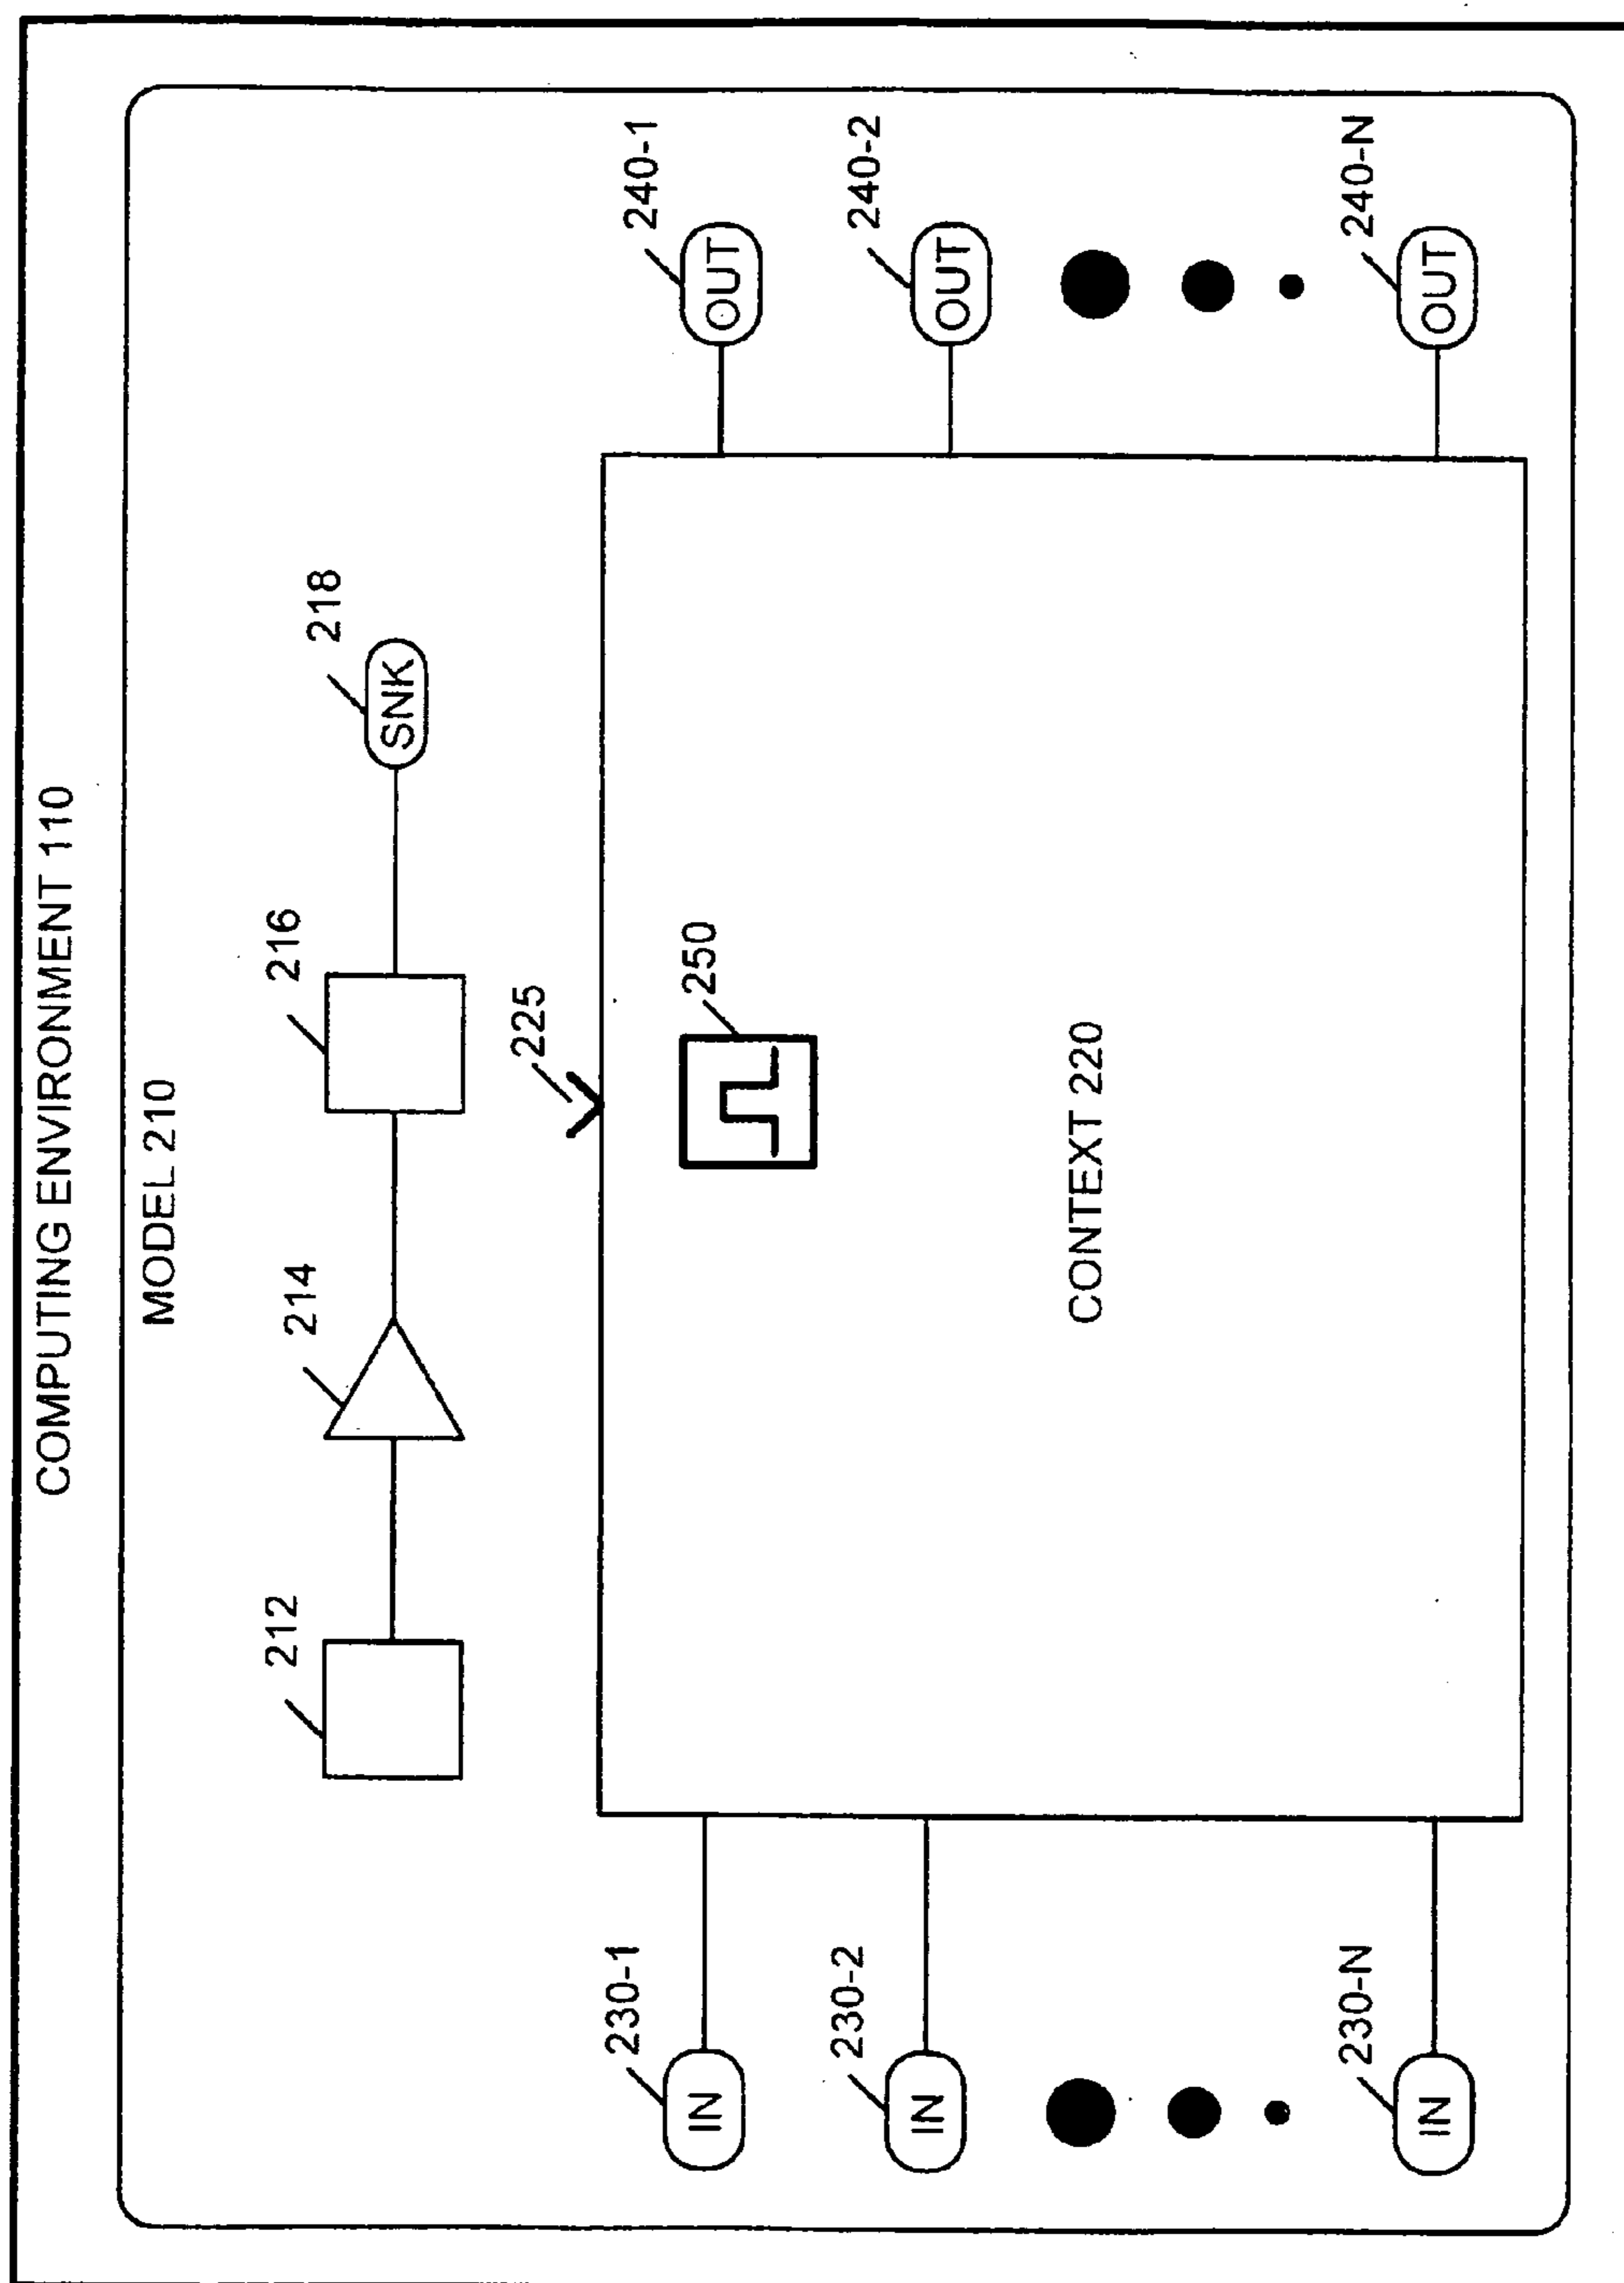 COMPUTING ENVIRONMENT 110
MODEL 210
212
214
216
218
SNK
225
250
CONTEXT 220
230-1
IN
230-2
IN
230-N
IN
240-1
OUT
240-2
OUT
240-N
OUT